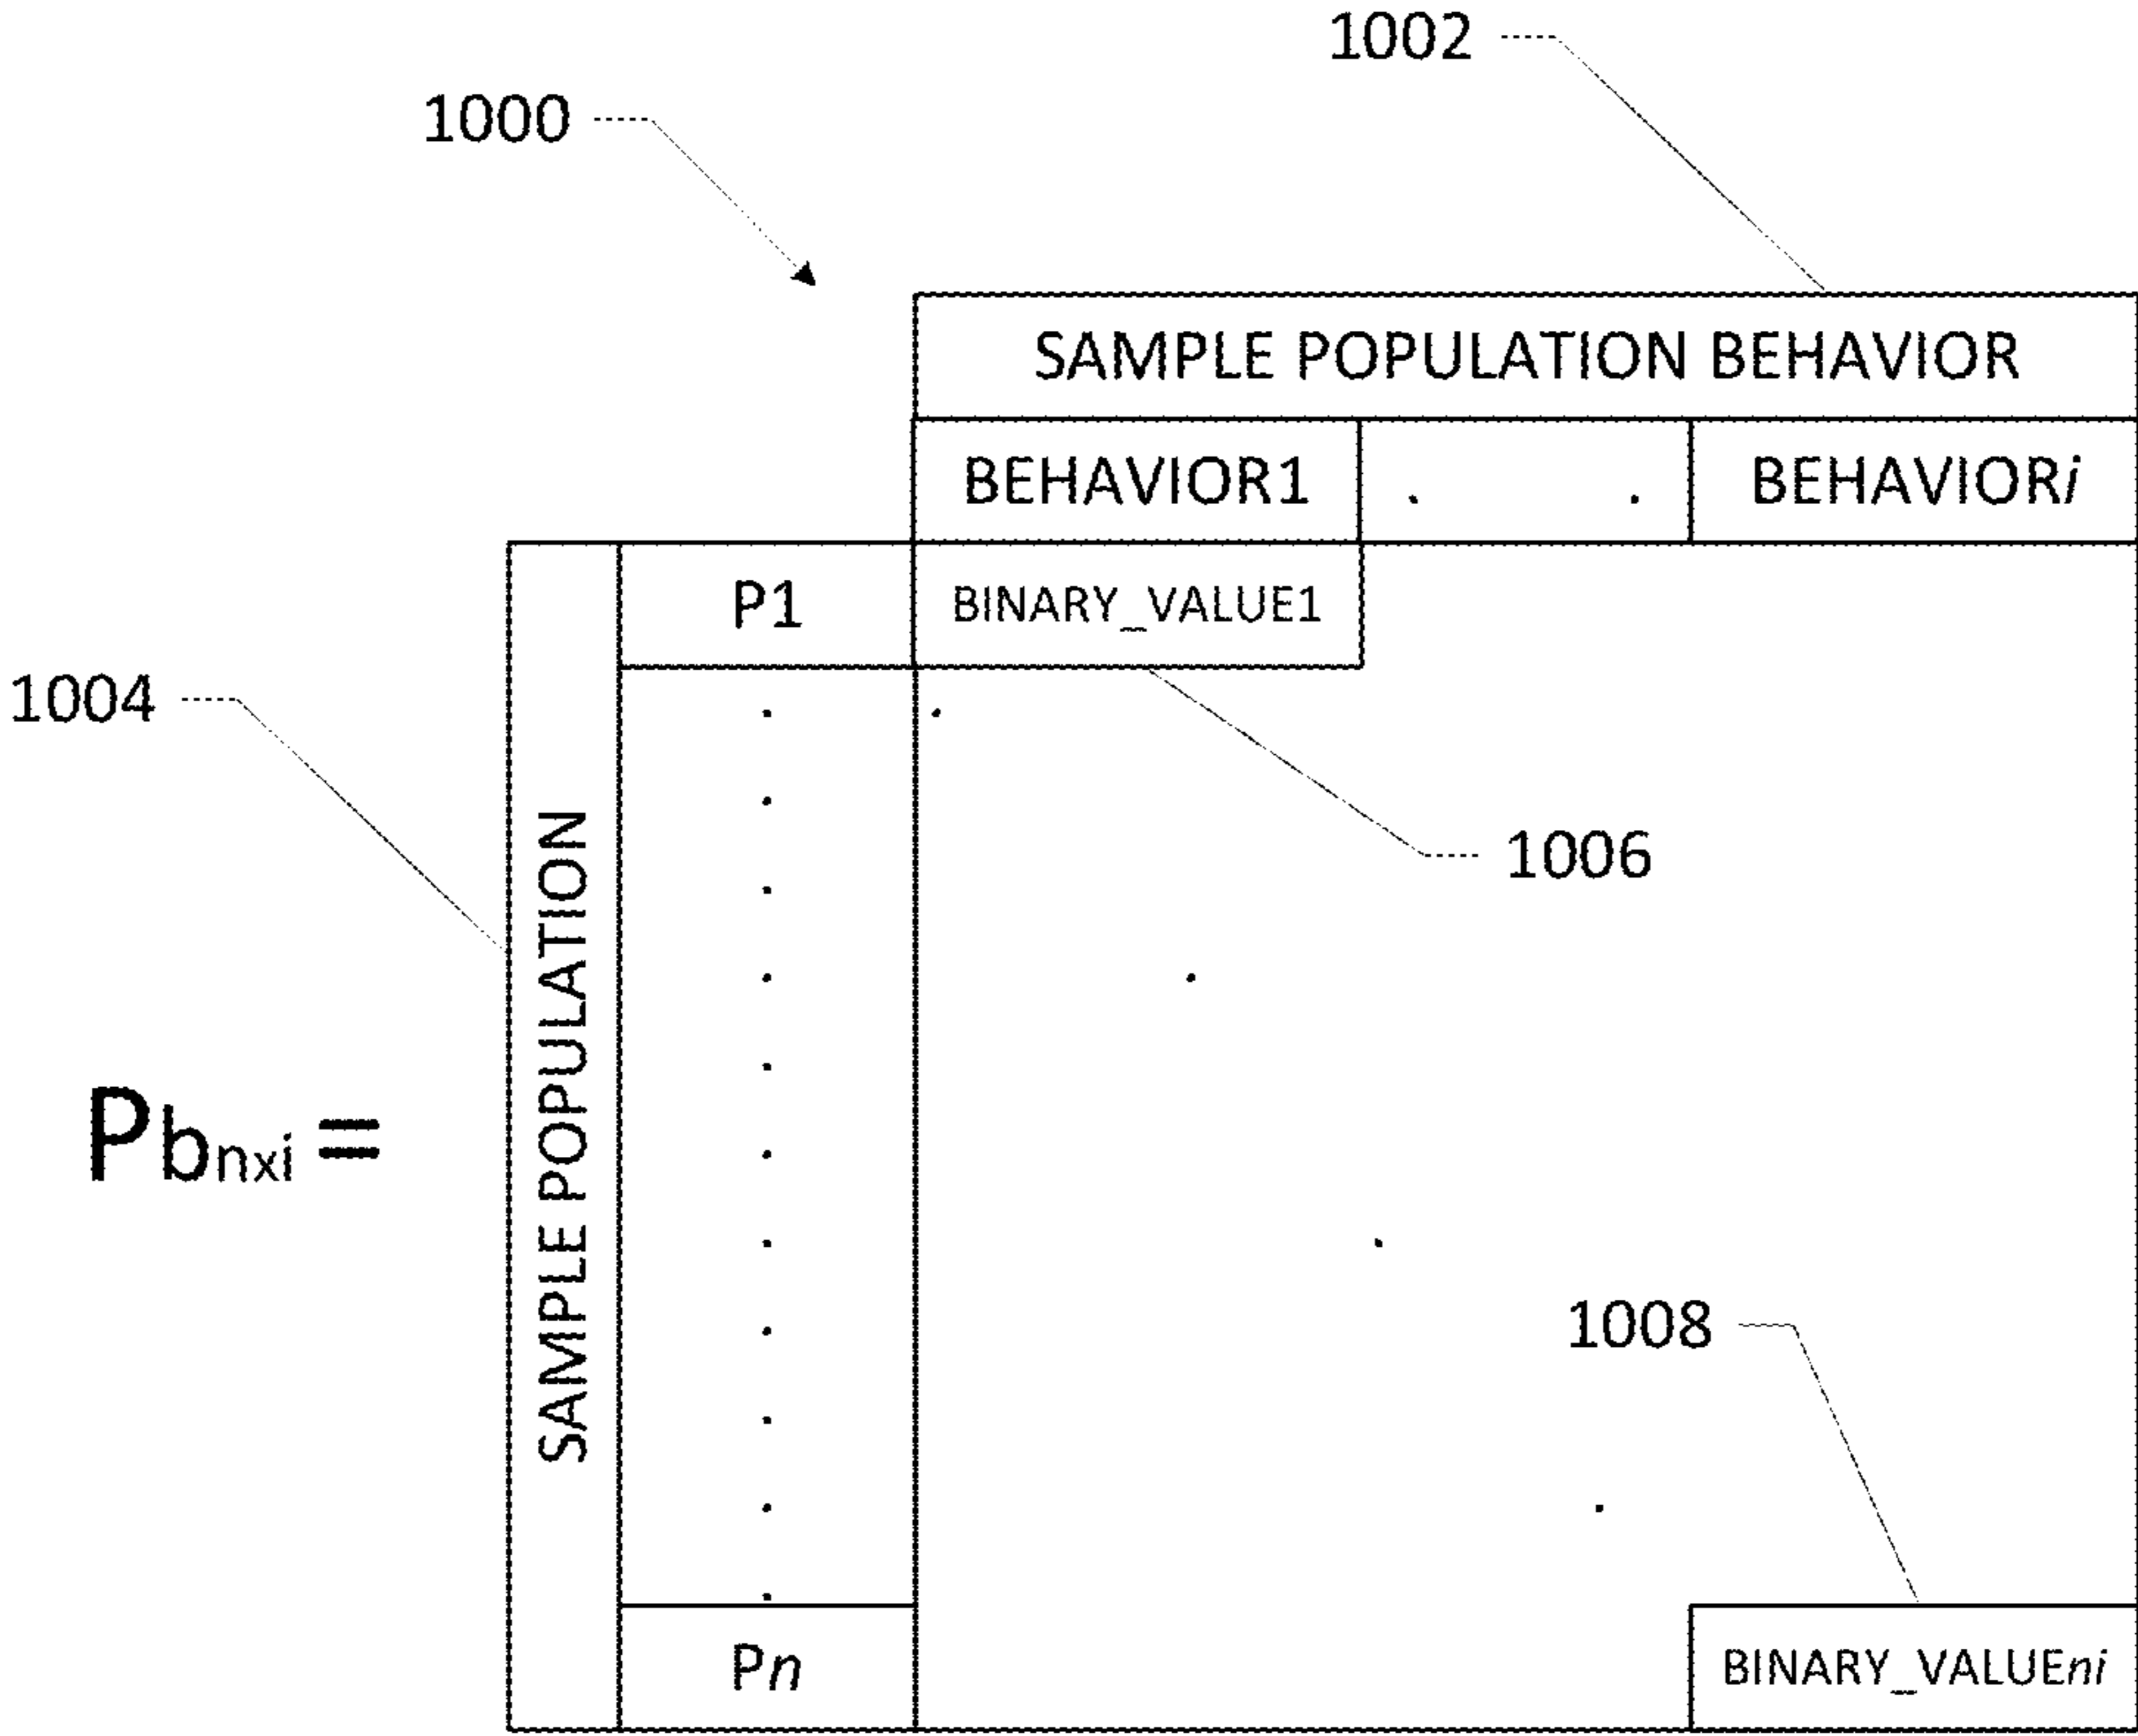 1002
1000
SAMPLE POPULATION BEHAVIOR
BEHAVIOR1 . . BEHAVIORi
P1 BINARY_VALUE1
1004
1006
SAMPLE POPULATION
Pbnxi =
1008
Pn BINARY_VALUEni